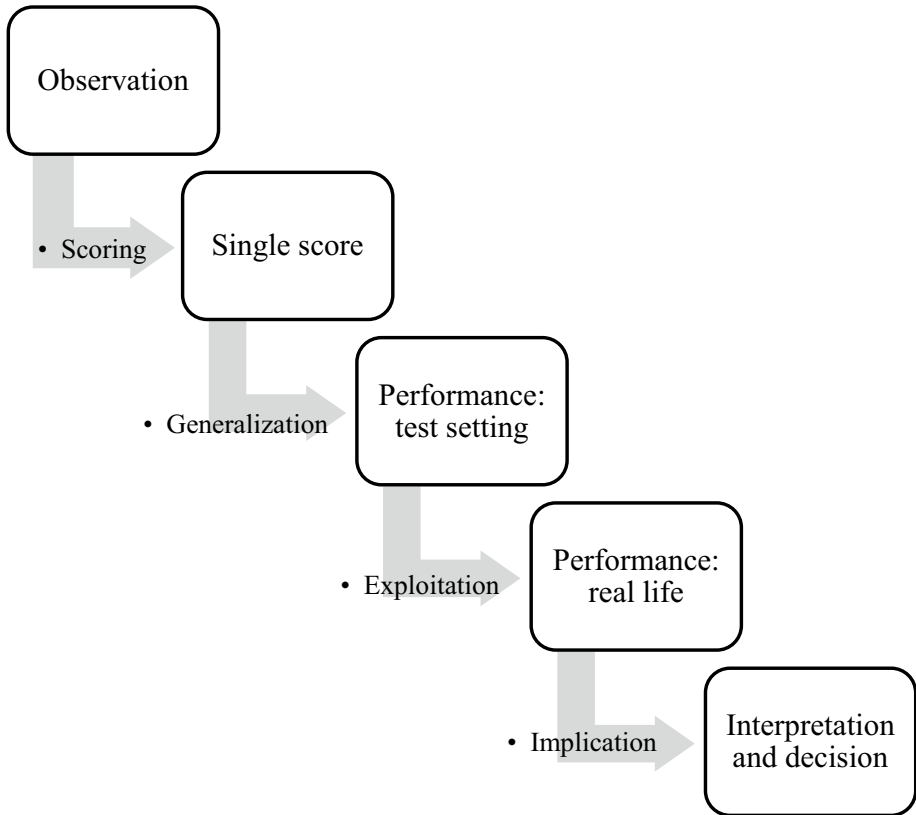 Observation
• Scoring
Single score
• Generalization
Performance:
test setting
• Exploitation
Performance:
real life
• Implication
Interpretation
and decision